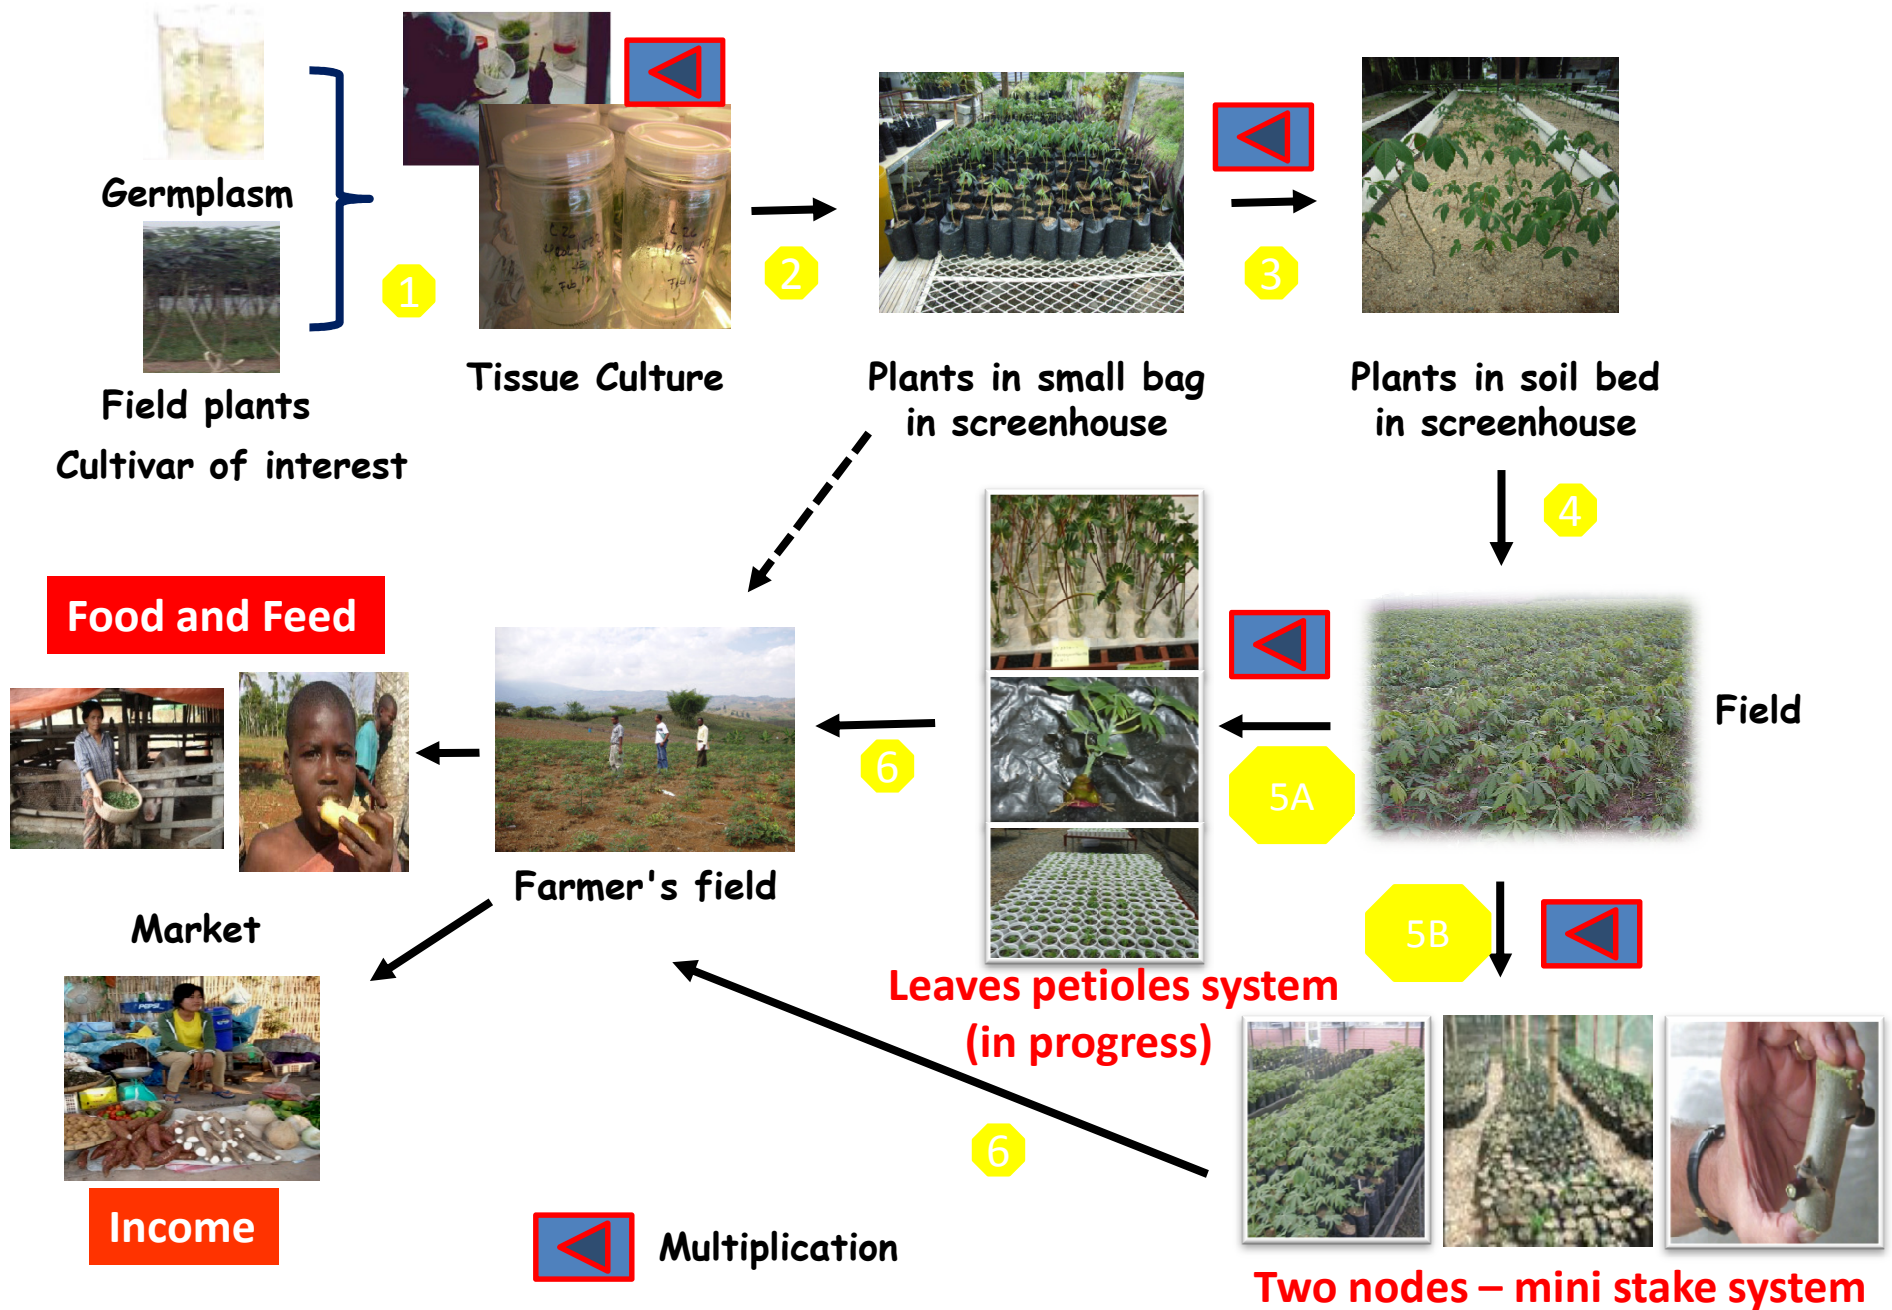 Germplasm
Field plants
Cultivar of interest
1
Tissue Culture
2
Plants in small bag
in screenhouse
3
Plants in soil bed
in screenhouse
4
Field
5A
5B
Leaves petioles system
(in progress)
Two nodes – mini stake system
6
6
Farmer's field
Food and Feed
Market
PEPSI
Income
Multiplication